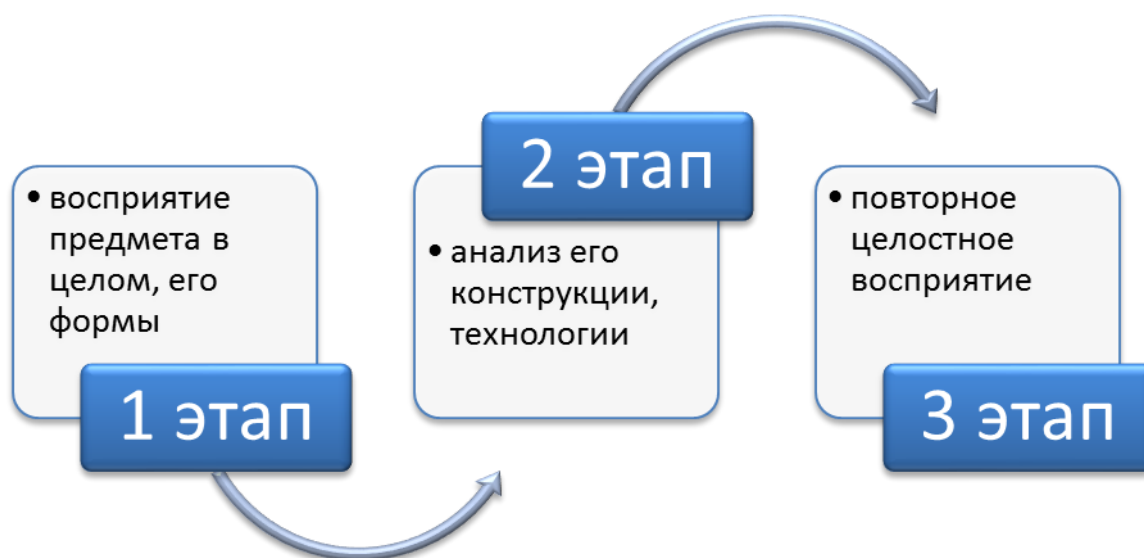 • восприятие
предмета в
целом, его
формы
1 этап
2 этап
• анализ его
конструкции,
технологии
• повторное
целостное
восприятие
3 этап